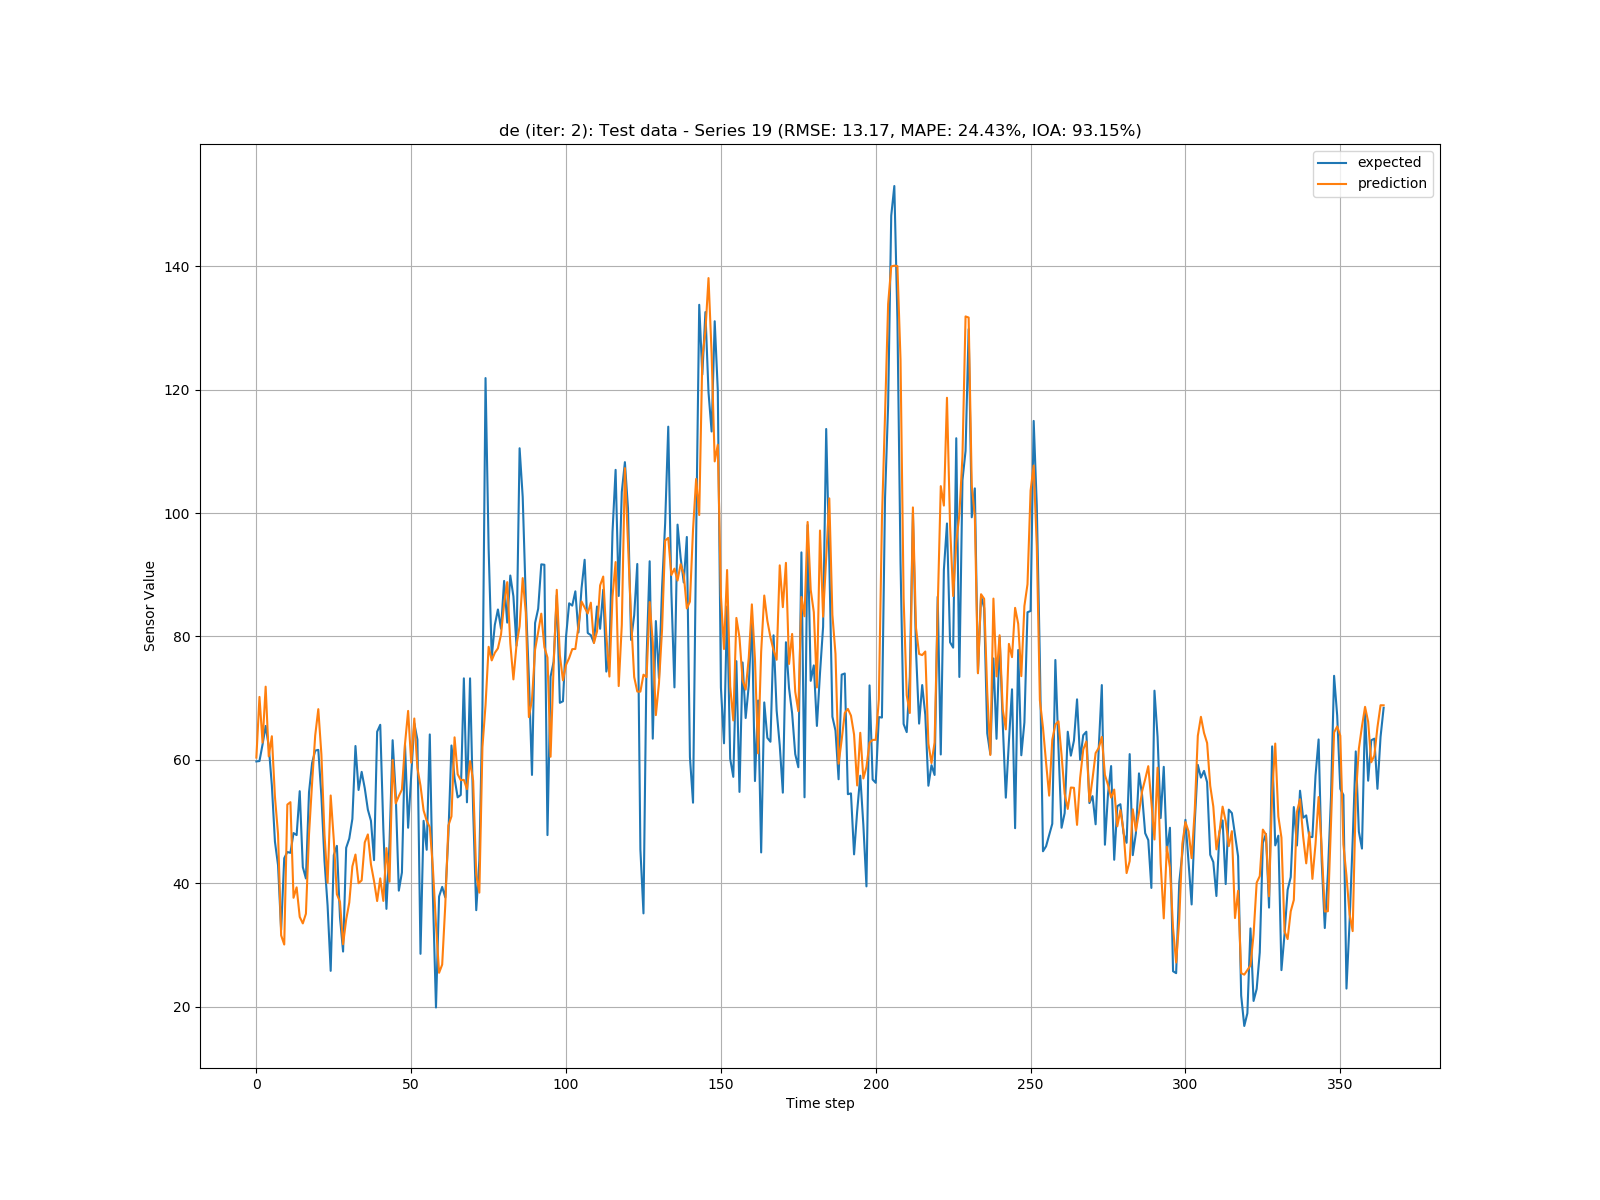 de (iter: 2): Test data - Series 19 (RMSE: 13.17, MAPE: 24.43%, IOA: 93.15%)
expected
prediction
140
120
100
80
60
40
20
Sensor Value
0 50 100 150 200 250 300 350
Time step